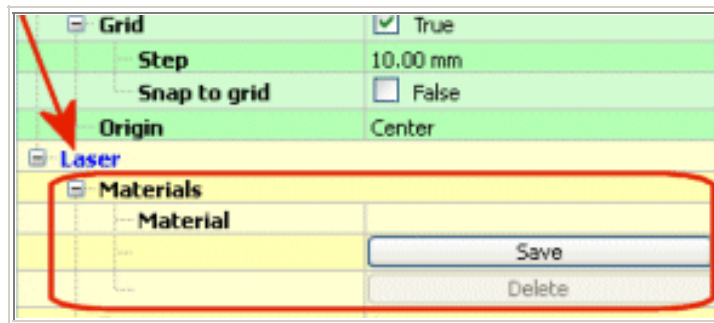 Grid True
Step 10.00 mm
Snap to grid False
Origin Center
Laser
Materials
Material
Save
Delete